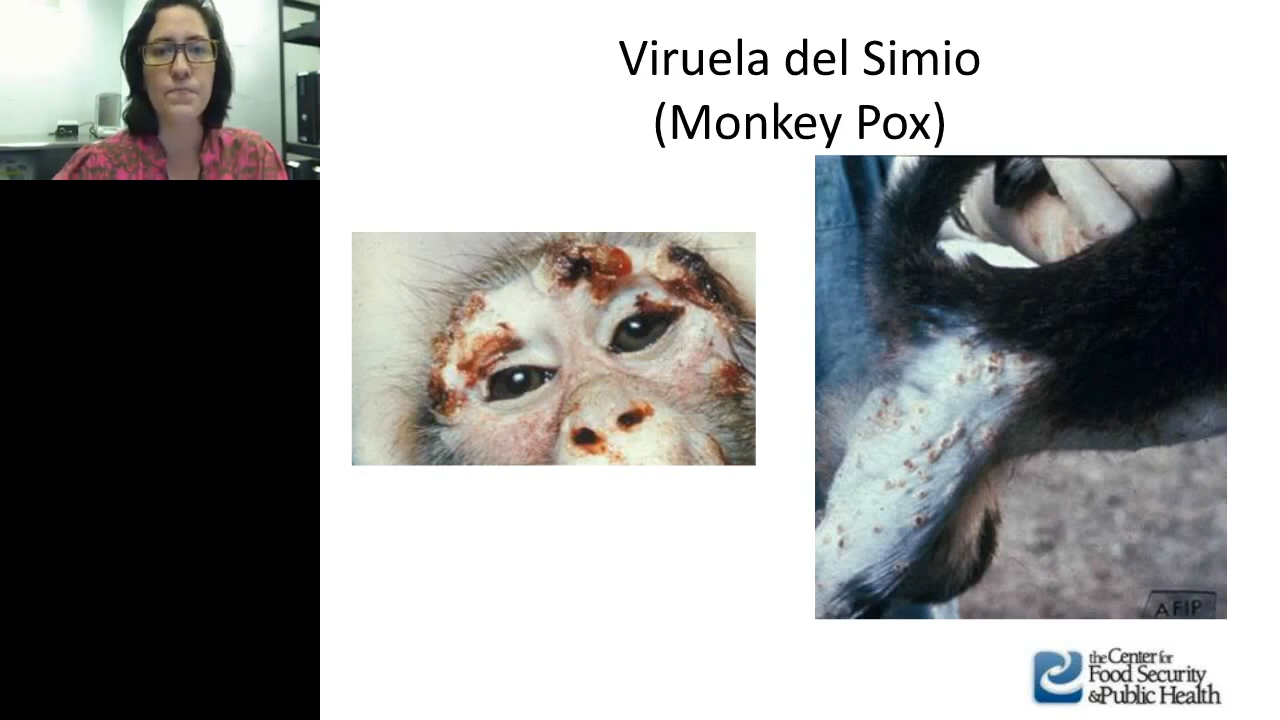 Viruela del Simio
(Monkey Pox)
AFIP
the Center for
Food Security
&Public Health